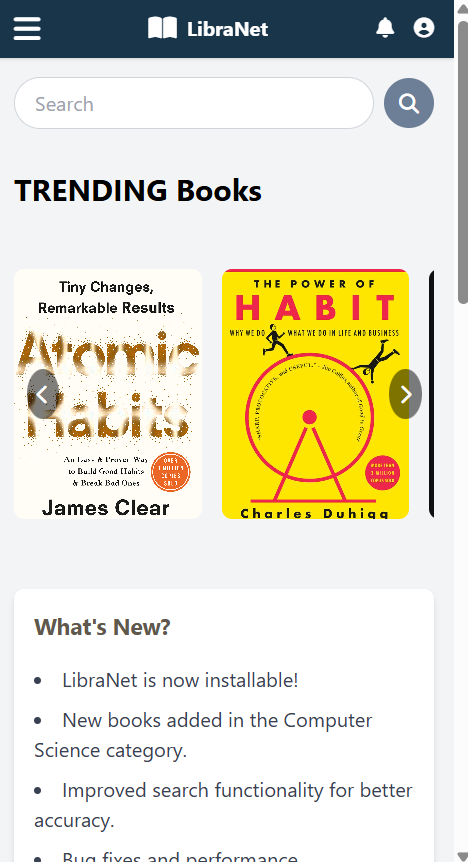 LibraNet
Search
TRENDING Books
Tiny Changes,
Remarkable Results
Atomic
Habits
An Easy & Proven Way
to Build Good Habits
& Break Bad Ones
OVER
1 MILLION
COPIES
SOLD
James Clear
THE POWER OF
HABIT
WHY WE DO WHAT WE DO IN LIFE AND BUSINESS
Charles Duhigg
What's New?
• LibraNet is now installable!
• New books added in the Computer
Science category.
• Improved search functionality for better
accuracy.
• Bug fixes and performance